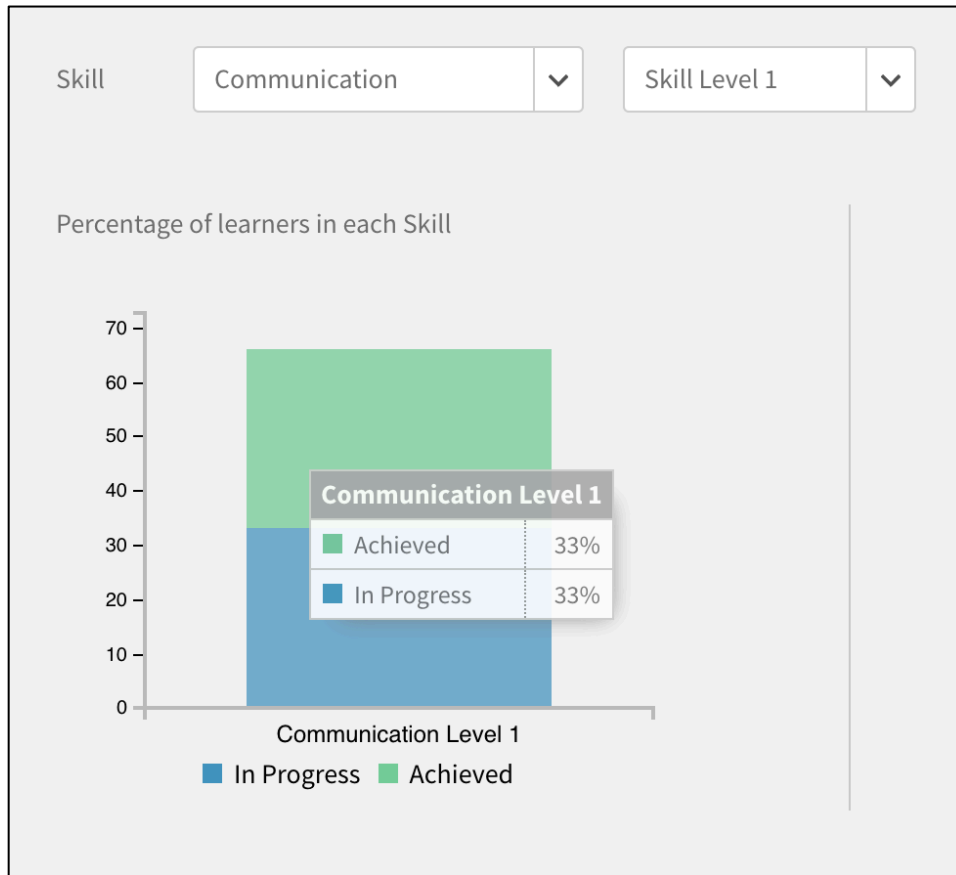 Skill Communication Skill Level 1
Percentage of learners in each Skill
70
60
50
40
30
20
10
0
Communication Level 1
Achieved 33%
In Progress 33%
Communication Level 1
In Progress Achieved